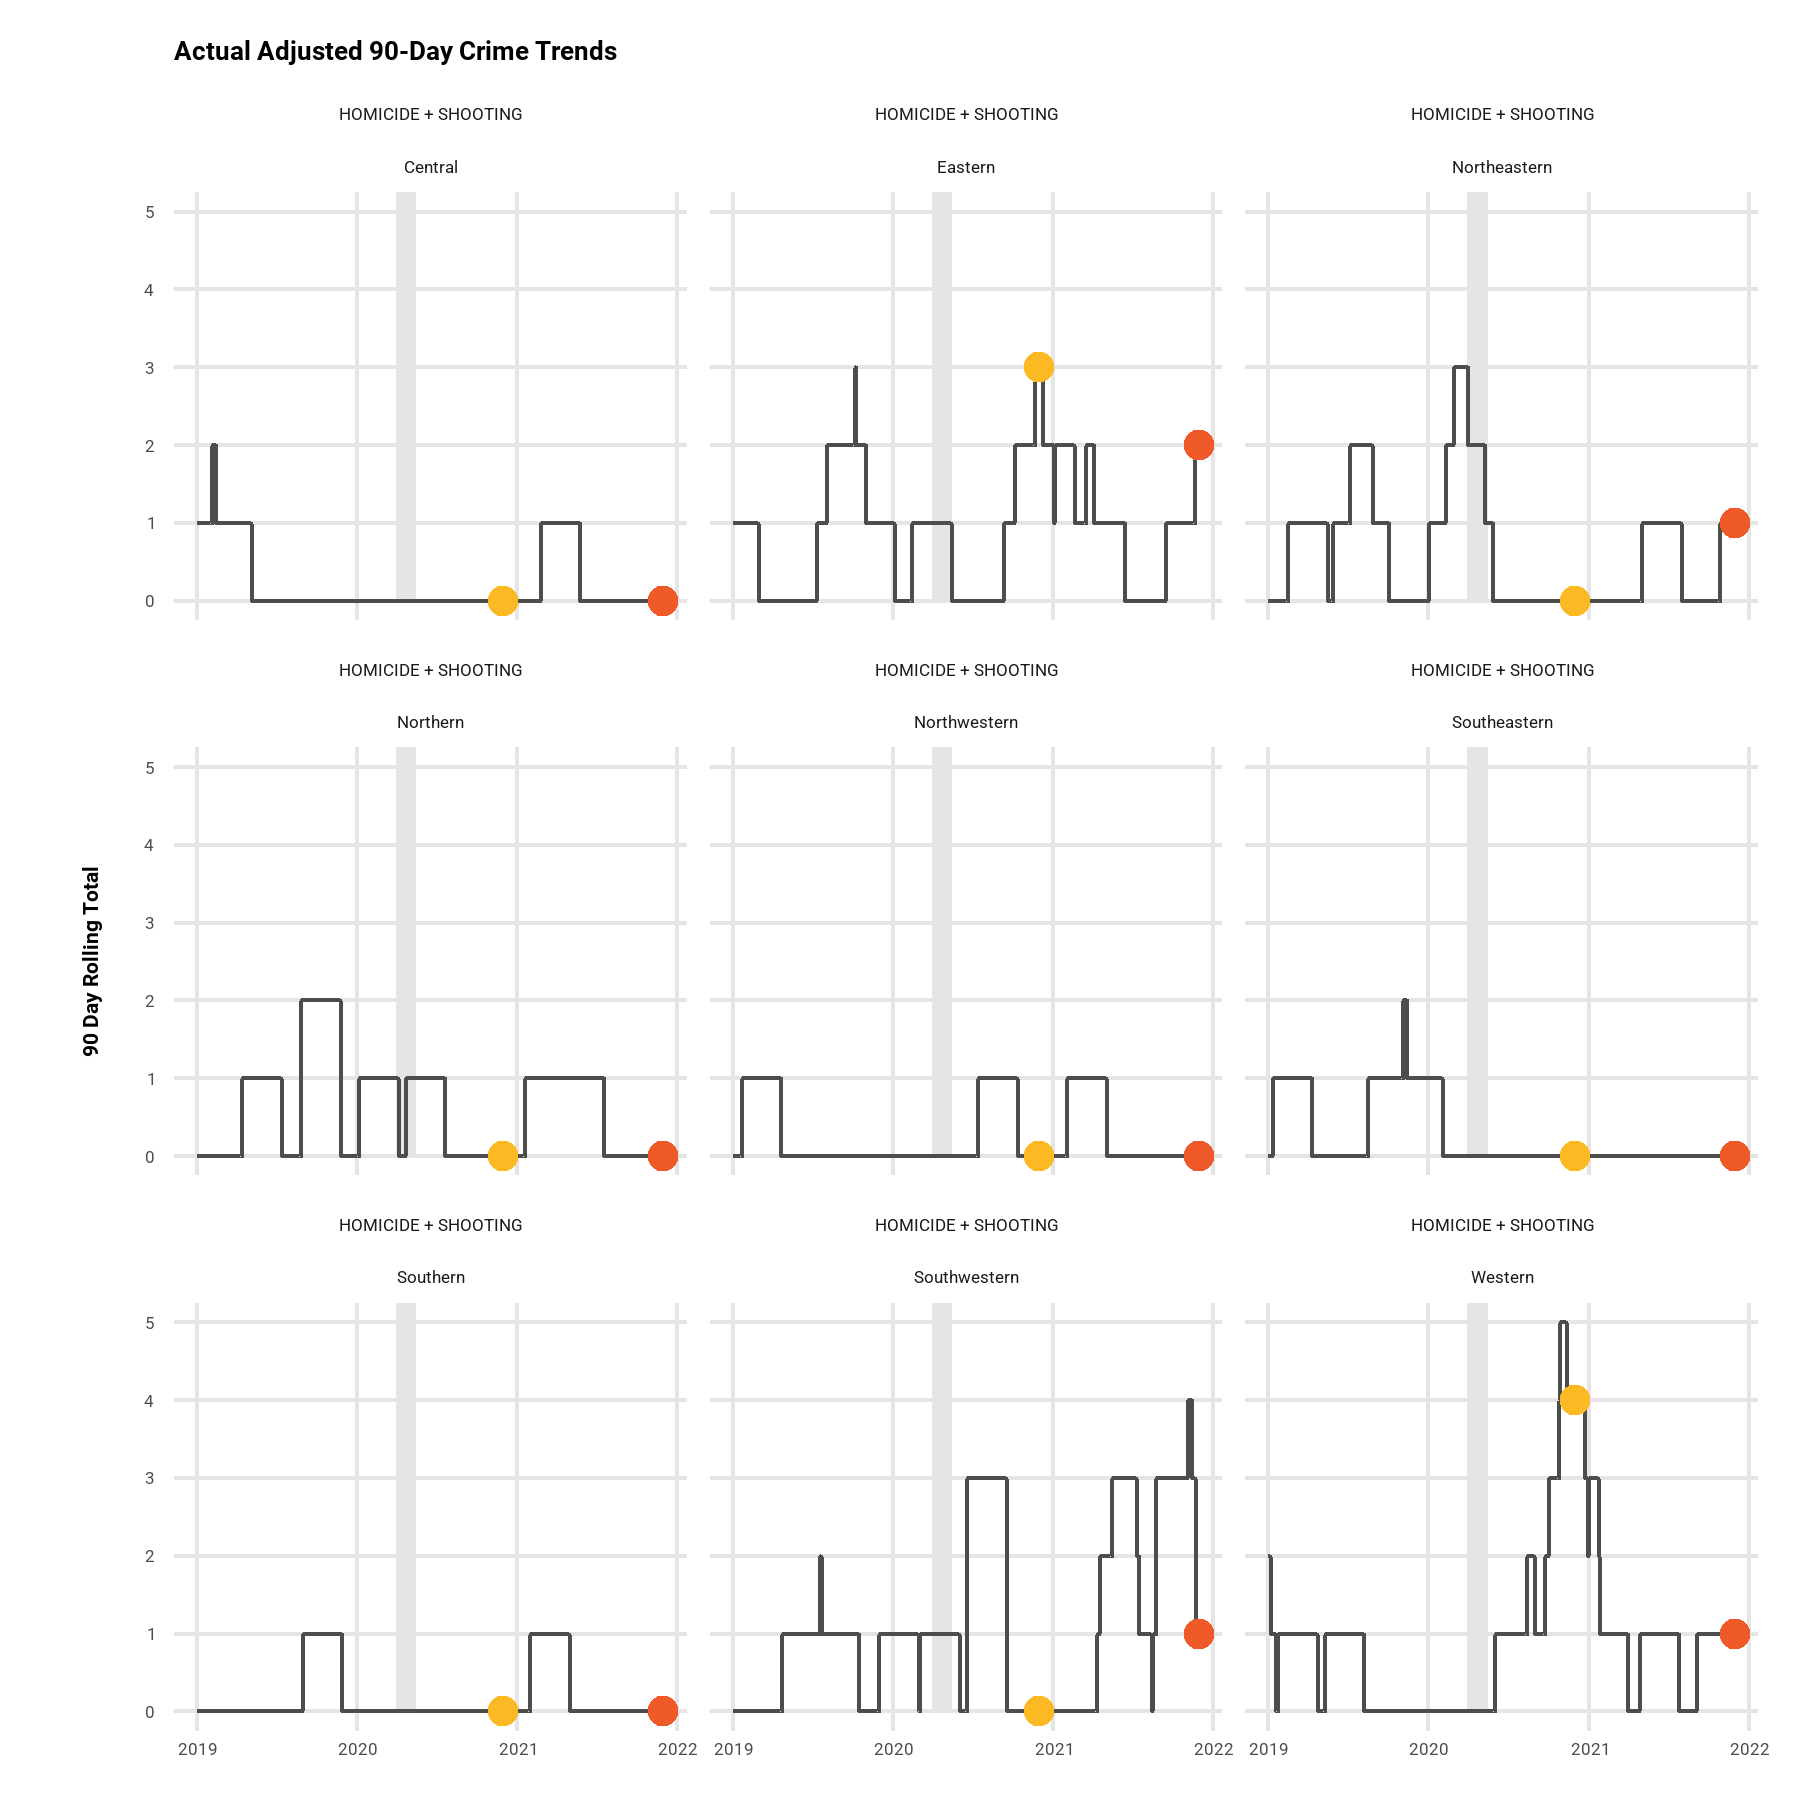 Actual Adjusted 90-Day Crime Trends
HOMICIDE + SHOOTING
HOMICIDE + SHOOTING
HOMICIDE + SHOOTING
Central
Eastern
Northeastern
5
4
3
2
1
0
HOMICIDE + SHOOTING
HOMICIDE + SHOOTING
HOMICIDE + SHOOTING
Northern
Northwestern
Southeastern
5
4
3
2
1
0
90 Day Rolling Total
HOMICIDE + SHOOTING
HOMICIDE + SHOOTING
HOMICIDE + SHOOTING
Southern
Southwestern
Western
5
4
3
2
1
0
2019 2020 2021 2022
2019 2020 2021 2022
2019 2020 2021 2022